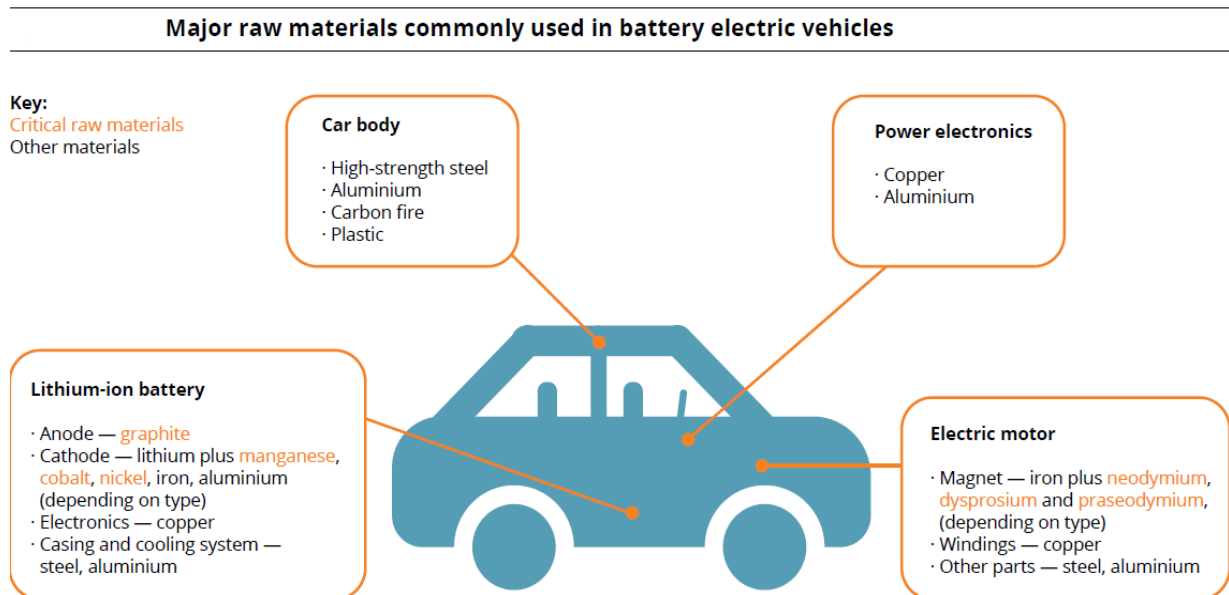 Major raw materials commonly used in battery electric vehicles
Key:
Critical raw materials
Other materials
Car body
· High-strength steel
· Aluminium
· Carbon fire
· Plastic
Power electronics
· Copper
· Aluminium
Lithium-ion battery
· Anode — graphite
· Cathode — lithium plus manganese,
cobalt, nickel, iron, aluminium
(depending on type)
· Electronics — copper
· Casing and cooling system —
steel, aluminium
Electric motor
· Magnet — iron plus neodymium,
dysprosium and praseodymium,
(depending on type)
· Windings — copper
· Other parts — steel, aluminium